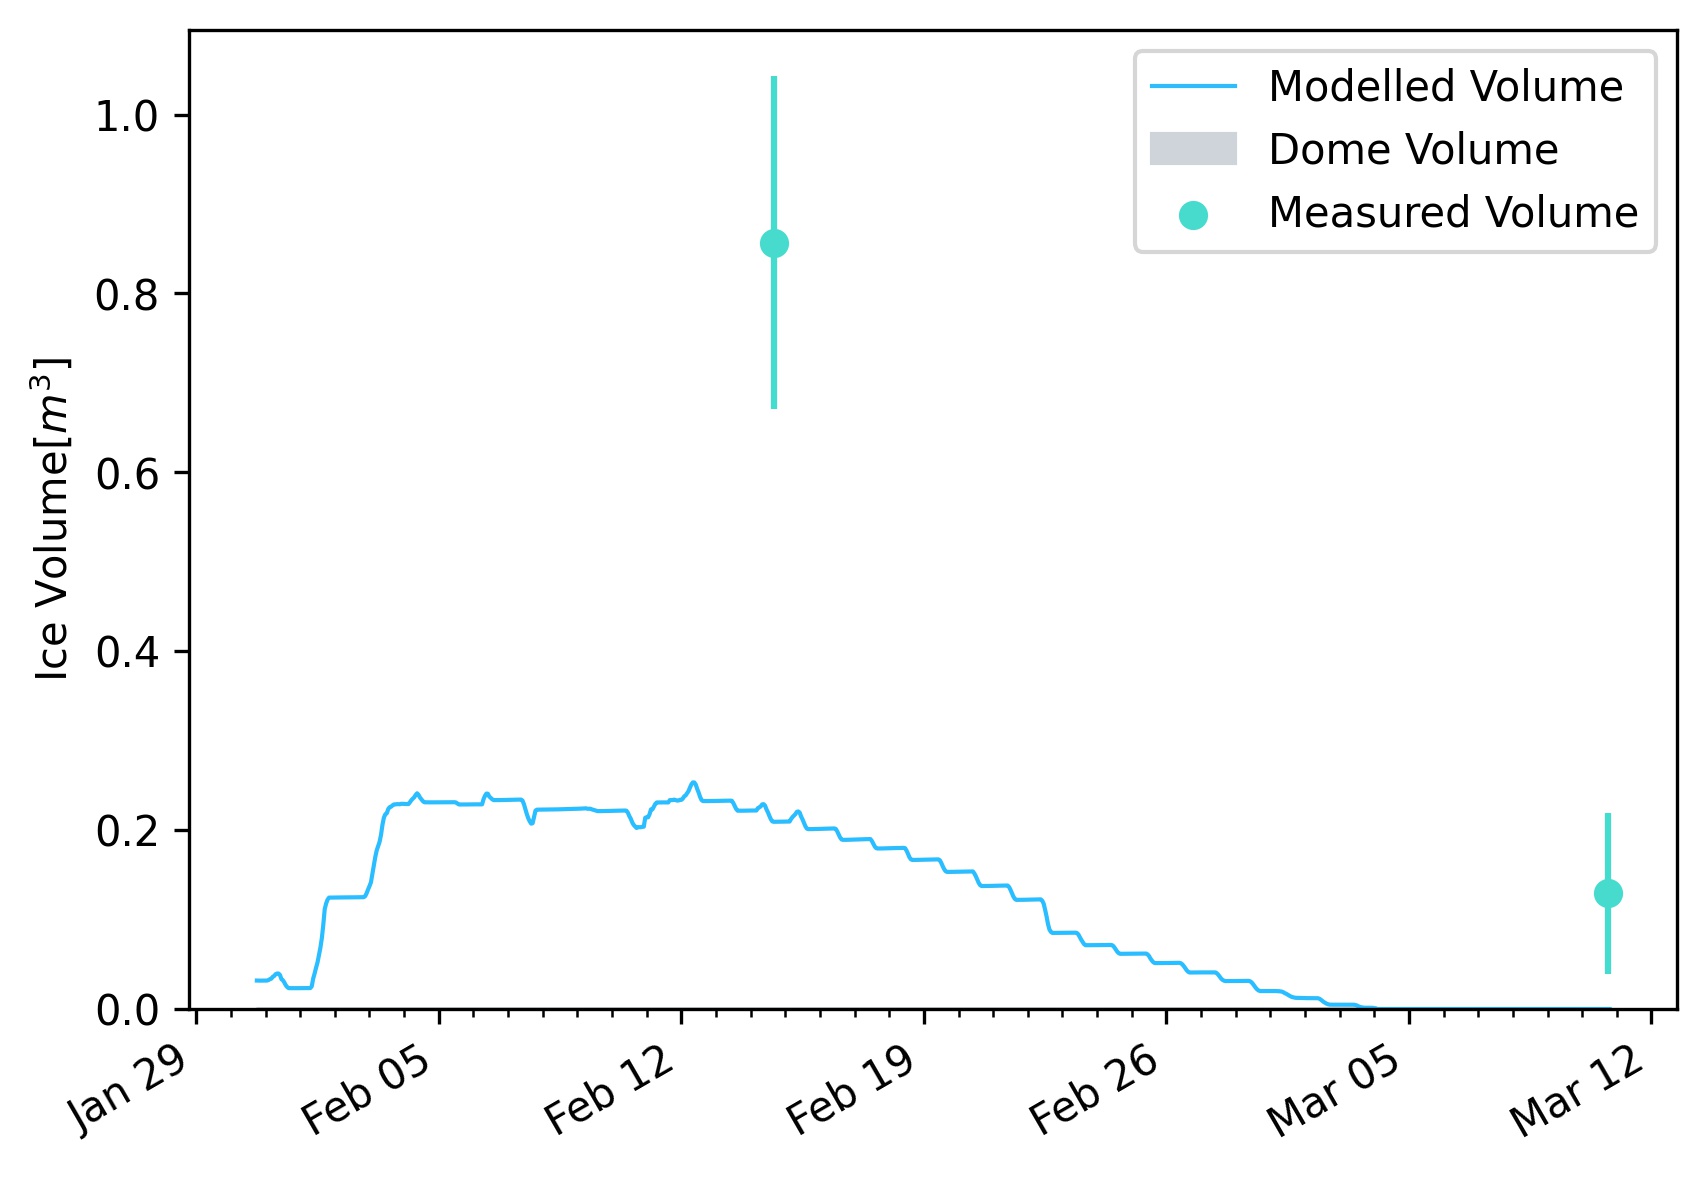 Modelled Volume
Dome Volume
Measured Volume
Ice Volume[m³]
1.0
0.8
0.6
0.4
0.2
0.0
Jan 29
Feb 05
Feb 12
Feb 19
Feb 26
Mar 05
Mar 12